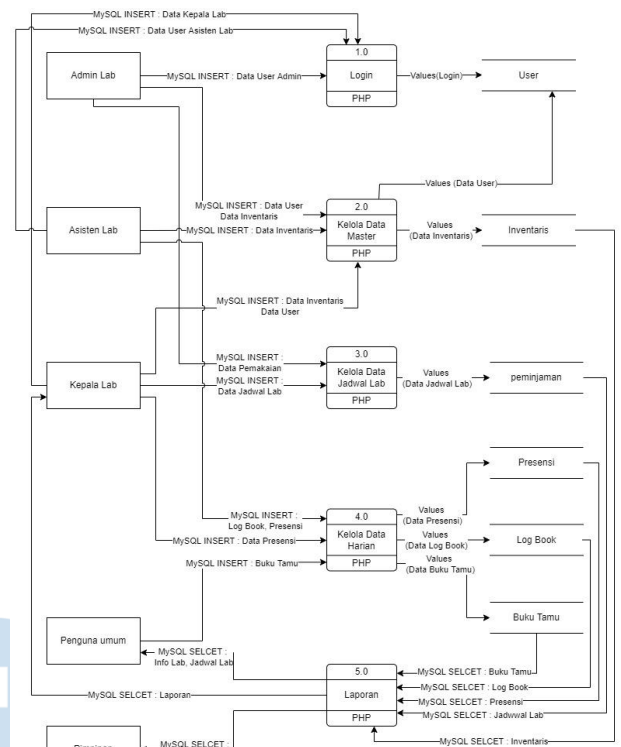 MySQL INSERT : Data Kepala Lab
MySQL INSERT : Data User Asisten Lab
1.0
Admin Lab
MySQL INSERT : Data User Admin
Login
Values(Login)
User
PHP
Values (Data User)
MySQL INSERT : Data User
Data Inventaris
2.0
Asisten Lab
MySQL INSERT : Data Inventaris
Kelola Data
Master
Values
(Data Inventaris)
Inventaris
PHP
MySQL INSERT : Data Inventaris
Data User
MySQL INSERT :
Data Pemakaian
3.0
Kepala Lab
MySQL INSERT :
Data Jadwal Lab
Kelola Data
Jadwal Lab
Values
(Data Jadwal Lab)
peminjaman
PHP
Presensi
MySQL INSERT :
Log Book, Presensi
4.0
Values
(Data Presensi)
MySQL INSERT : Data Presensi
Kelola Data
Harian
Values
(Data Log Book)
Log Book
MySQL INSERT : Buku Tamu
PHP
Values
(Data Buku Tamu)
Buku Tamu
Penguna umum
MySQL SELCET :
Info Lab, Jadwal Lab
5.0
MySQL SELCET : Buku Tamu
MySQL SELCET : Log Book
MySQL SELCET : Laporan
Laporan
MySQL SELCET : Presensi
MySQL SELCET : Jadwwal Lab
PHP
MySQL SELCET : Inventaris
MySQL SELCET :